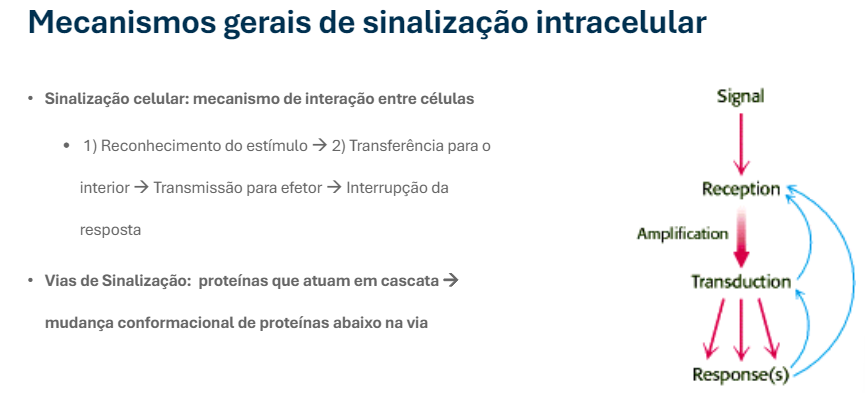 Mecanismos gerais de sinalização intracelular
• Sinalização celular: mecanismo de interação entre células
• 1) Reconhecimento do estímulo → 2) Transferência para o
interior → Transmissão para efetor → Interrupção da
resposta
• Vias de Sinalização: proteínas que atuam em cascata →
mudança conformacional de proteínas abaixo na via
Signal
Reception
Amplification
Transduction
Response(s)